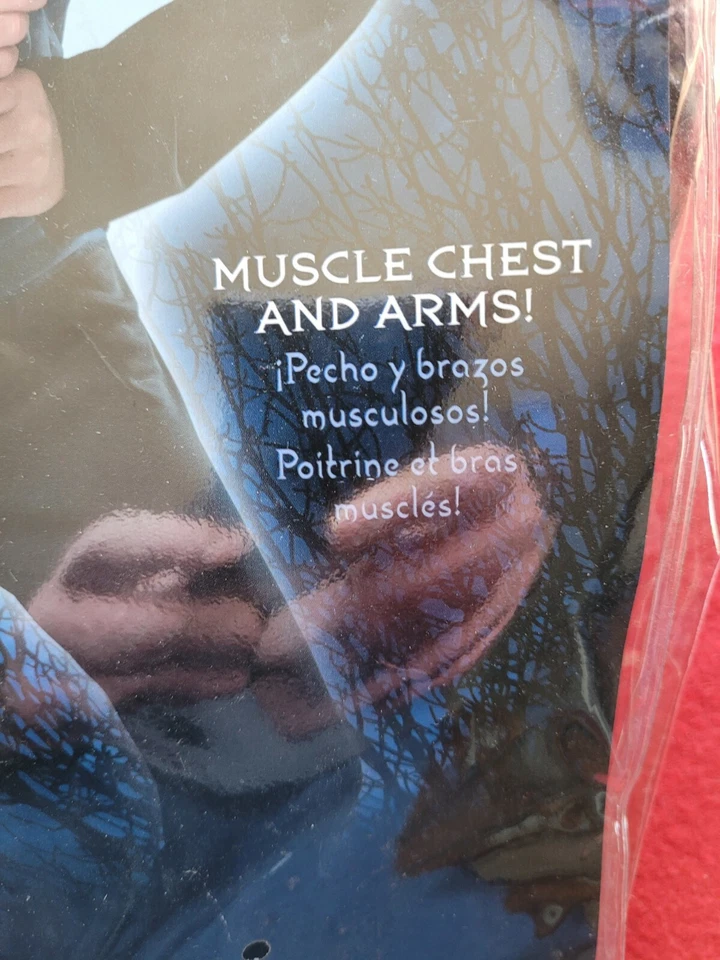 MUSCLE CHEST
AND ARMS!
¡Pecho y brazos
musculosos!
Poitrine et bras
musclés!